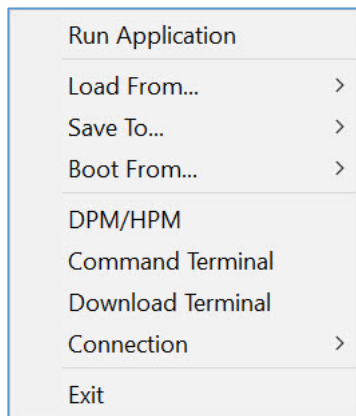 Run Application
Load From...
Save To...
Boot From...
DPM/HPM
Command Terminal
Download Terminal
Connection
Exit